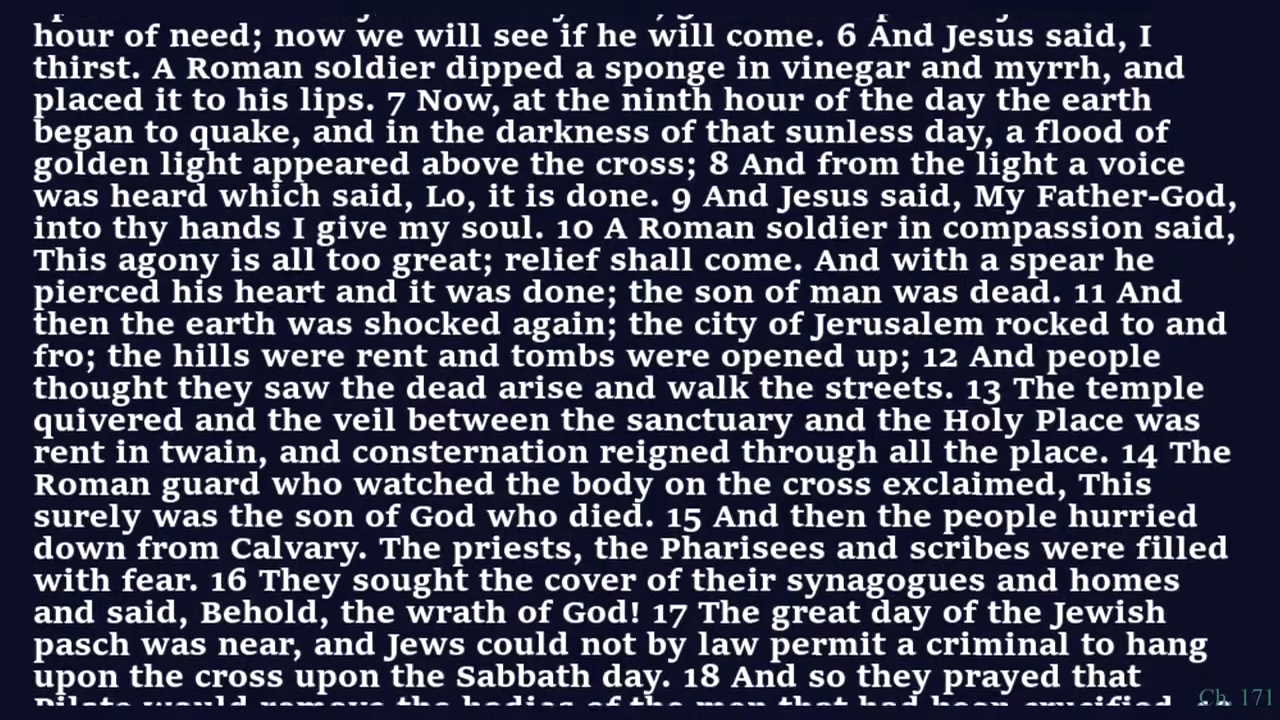 hour of need; now we will see if he will come. 6 And Jesus said, I
thirst. A Roman soldier dipped a sponge in vinegar and myrrh, and
placed it to his lips. 7 Now, at the ninth hour of the day the earth
began to quake, and in the darkness of that sunless day, a flood of
golden light appeared above the cross; 8 And from the light a voice
was heard which said, Lo, it is done. 9 And Jesus said, My Father-God,
into thy hands I give my soul. 10 A Roman soldier in compassion said,
This agony is all too great; relief shall come. And with a spear he
pierced his heart and it was done; the son of man was dead. 11 And
then the earth was shocked again; the city of Jerusalem rocked to and
fro; the hills were rent and tombs were opened up; 12 And people
thought they saw the dead arise and walk the streets. 13 The temple
quivered and the veil between the sanctuary and the Holy Place was
rent in twain, and consternation reigned through all the place. 14 The
Roman guard who watched the body on the cross exclaimed, This
surely was the son of God who died. 15 And then the people hurried
down from Calvary. The priests, the Pharisees and scribes were filled
with fear. 16 They sought the cover of their synagogues and homes
and said, Behold, the wrath of God! 17 The great day of the Jewish
pasch was near, and Jews could not by law permit a criminal to hang
upon the cross upon the Sabbath day. 18 And so they prayed that
Pilate would remove the bodies of the men that had been crucified
Ch. 171